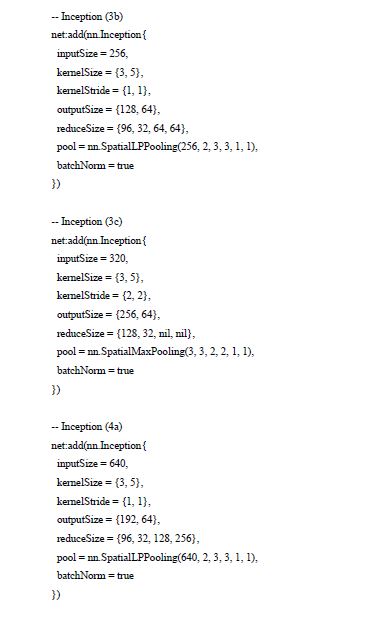 -- Inception (3b)
net:add(nn.Inception{
inputSize = 256,
kernelSize = {3, 5},
kernelStride = {1, 1},
outputSize = {128, 64},
reduceSize = {96, 32, 64, 64},
pool = nn.SpatialLPPooling(256, 2, 3, 3, 1, 1),
batchNorm = true
})
-- Inception (3c)
net:add(nn.Inception{
inputSize = 320,
kernelSize = {3, 5},
kernelStride = {2, 2},
outputSize = {256, 64},
reduceSize = {128, 32, nil, nil},
pool = nn.SpatialMaxPooling(3, 3, 2, 2, 1, 1),
batchNorm = true
})
-- Inception (4a)
net:add(nn.Inception{
inputSize = 640,
kernelSize = {3, 5},
kernelStride = {1, 1},
outputSize = {192, 64},
reduceSize = {96, 32, 128, 256},
pool = nn.SpatialLPPooling(640, 2, 3, 3, 1, 1),
batchNorm = true
})